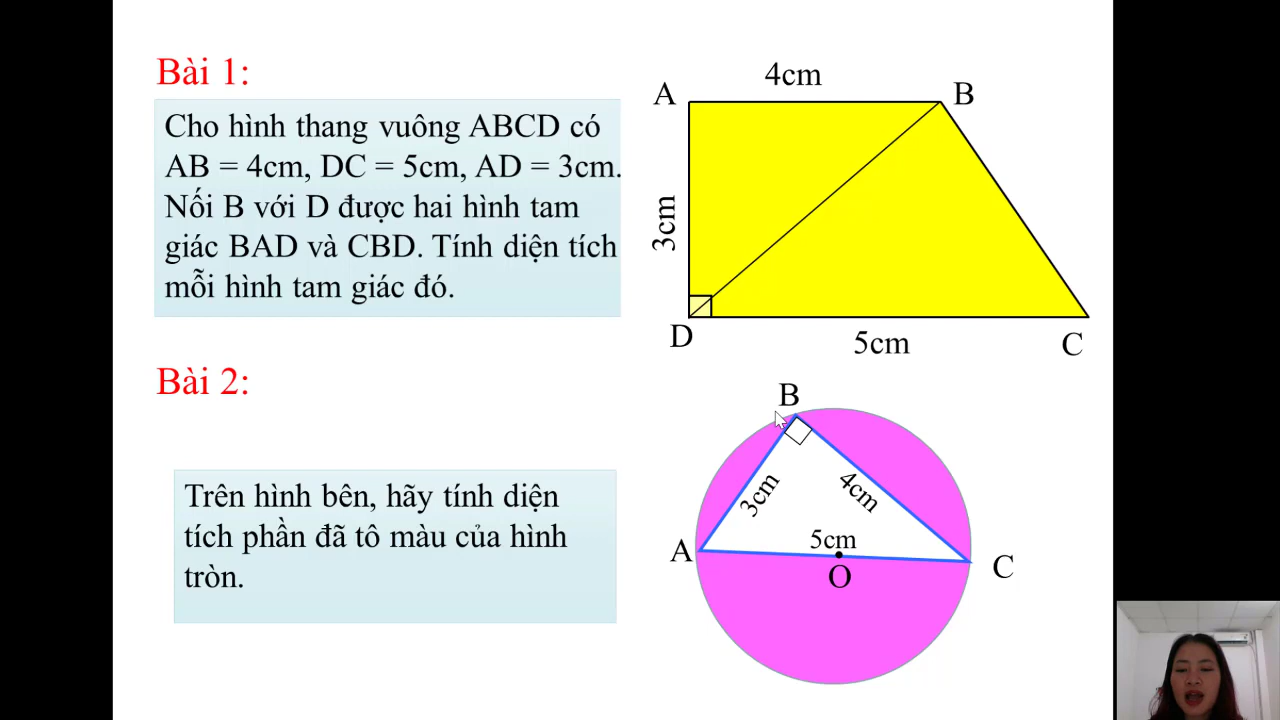 Bài 1:
Cho hình thang vuông ABCD có
AB = 4cm, DC = 5cm, AD = 3cm.
Nối B với D được hai hình tam
giác BAD và CBD. Tính diện tích
mỗi hình tam giác đó.
4cm
A
B
3cm
D
5cm
C
Bài 2:
Trên hình bên, hãy tính diện
tích phần đã tô màu của hình
tròn.
B
3cm
4cm
A
5cm
O
C